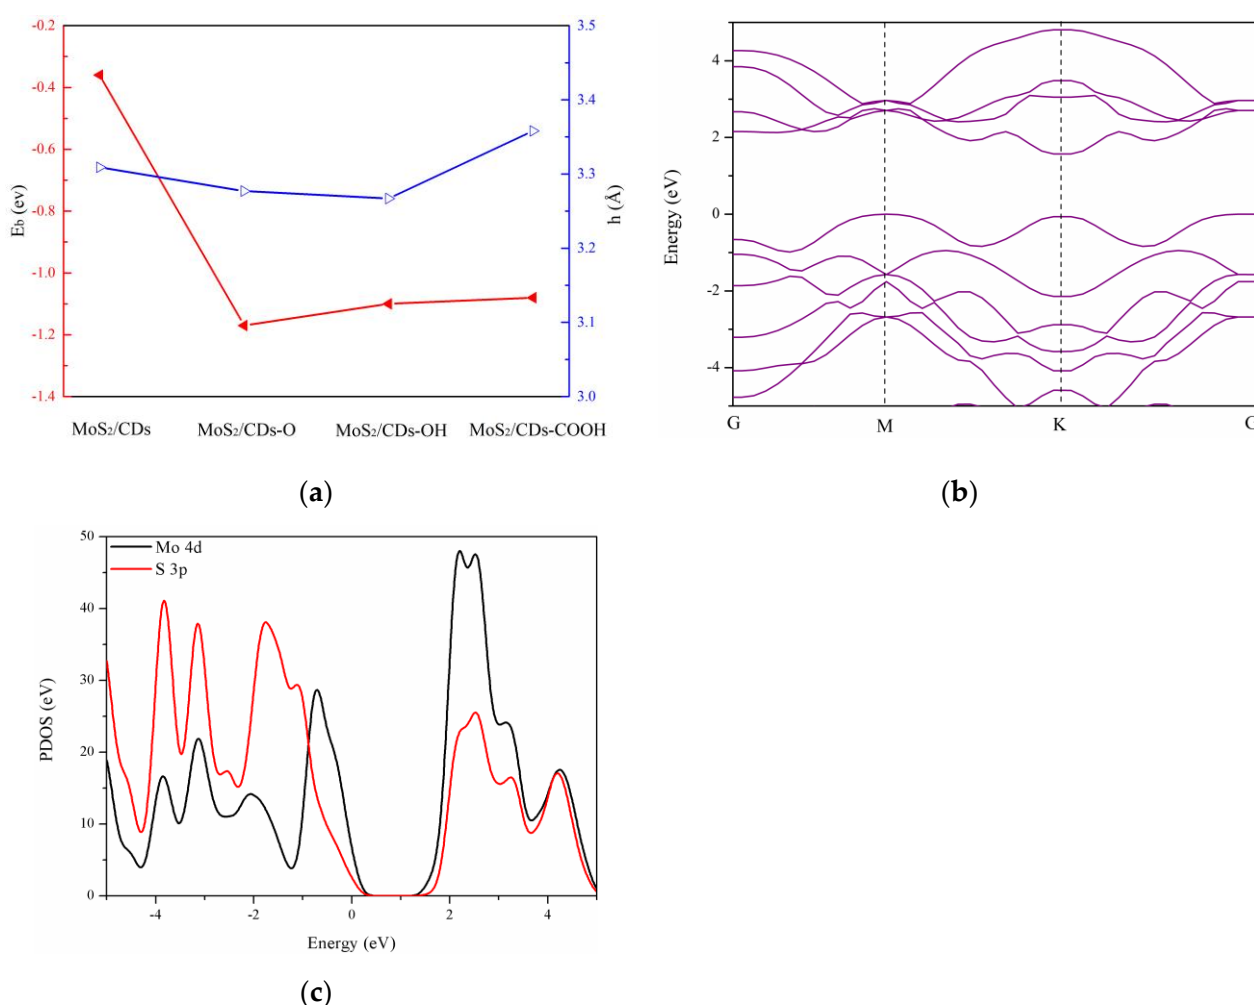 -0.2
-0.4
-0.6
-0.8
-1.0
-1.2
-1.4
Eb (ev)
3.5
3.4
3.3
3.2
3.1
3.0
h (Å)
MoS2/CDs
MoS2/CDs-O
MoS2/CDs-OH
MoS2/CDs-COOH
(a)
4
2
0
-2
-4
Energy (eV)
G
M
K
(b)
Mo 4d
S 3p
50
40
30
20
10
0
PDOS (eV)
-4
-2
0
2
4
Energy (eV)
(c)